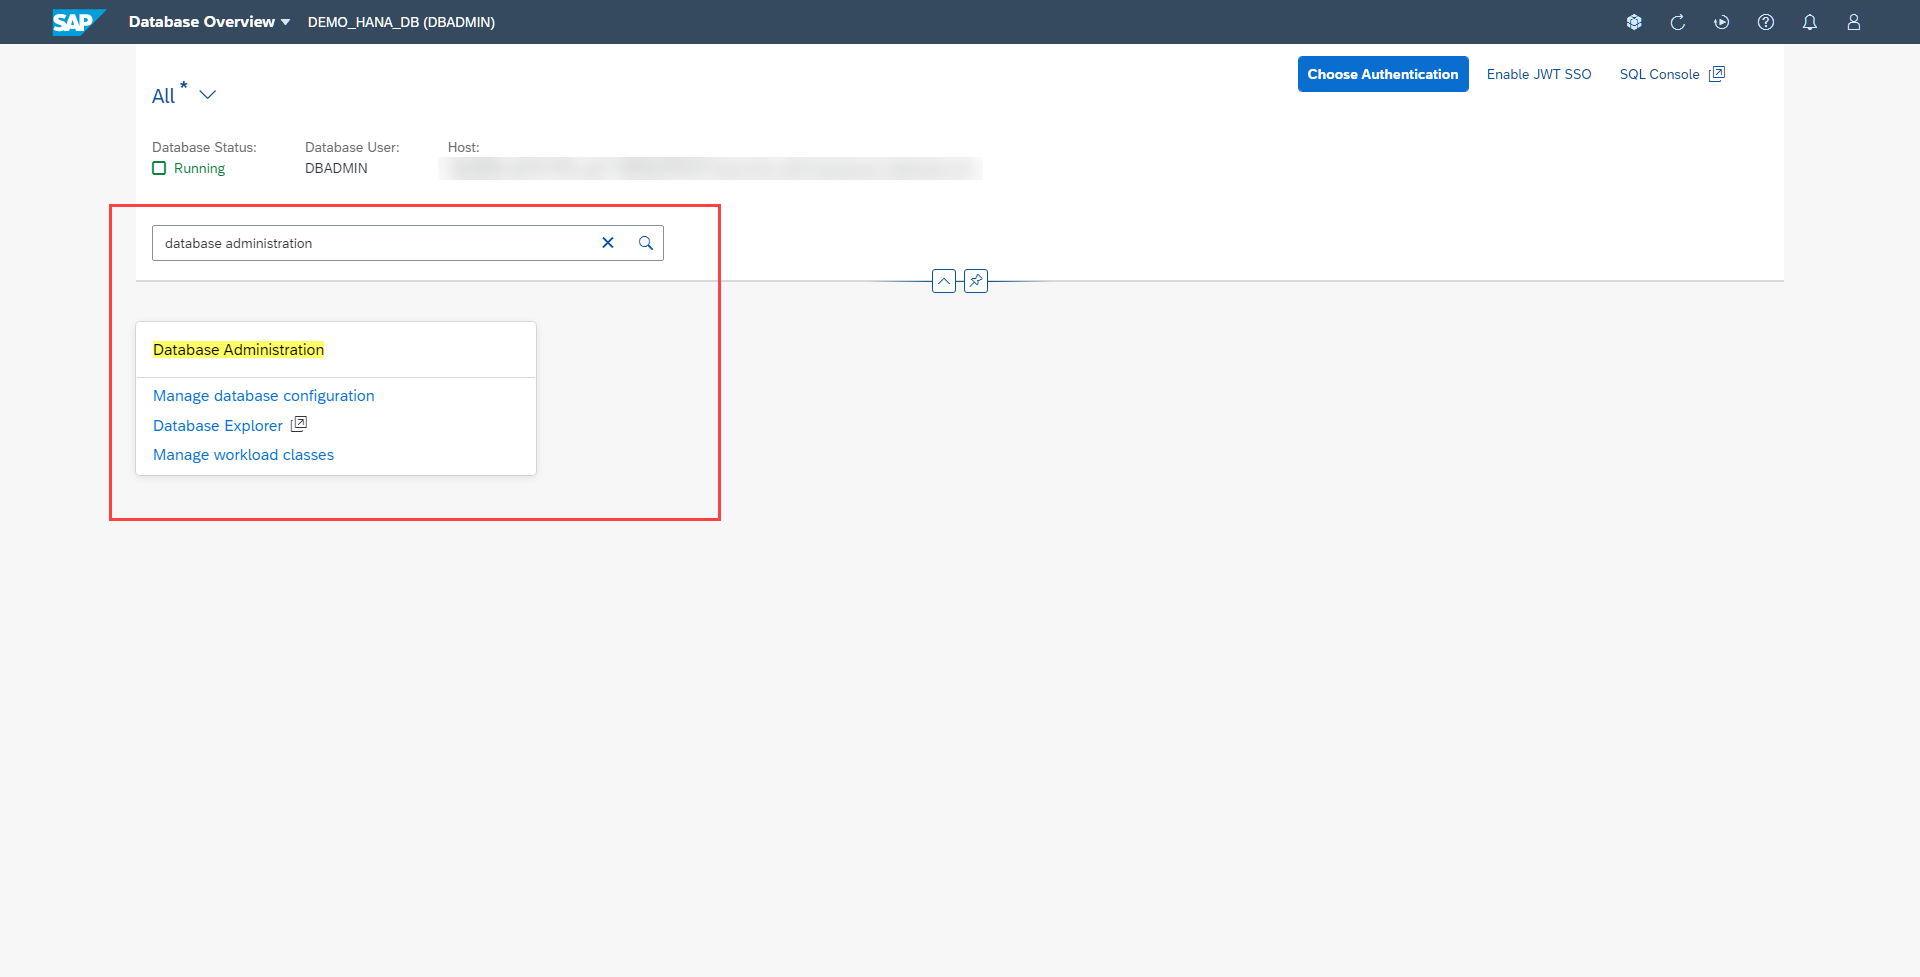 SAP Database Overview DEMO_HANA_DB (DBADMIN)
Choose Authentication Enable JWT SSO SQL Console
All *
Database Status: Database User: Host:
Running DBADMIN
database administration
Database Administration
Manage database configuration
Database Explorer
Manage workload classes